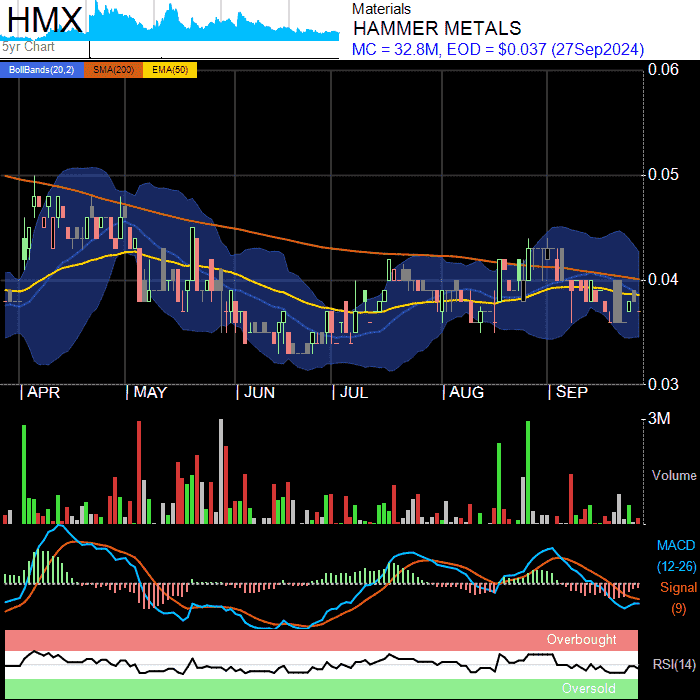 HMX
5yr Chart
Materials
HAMMER METALS
MC = 32.8M, EOD = $0.037 (27Sep2024)
BollBands(20,2) SMA(200) EMA(50)
0.06
0.05
0.04
0.03
APR MAY JUN JUL AUG SEP
3M
Volume
MACD
(12-26)
Signal
(9)
Overbought
RSI(14)
Oversold